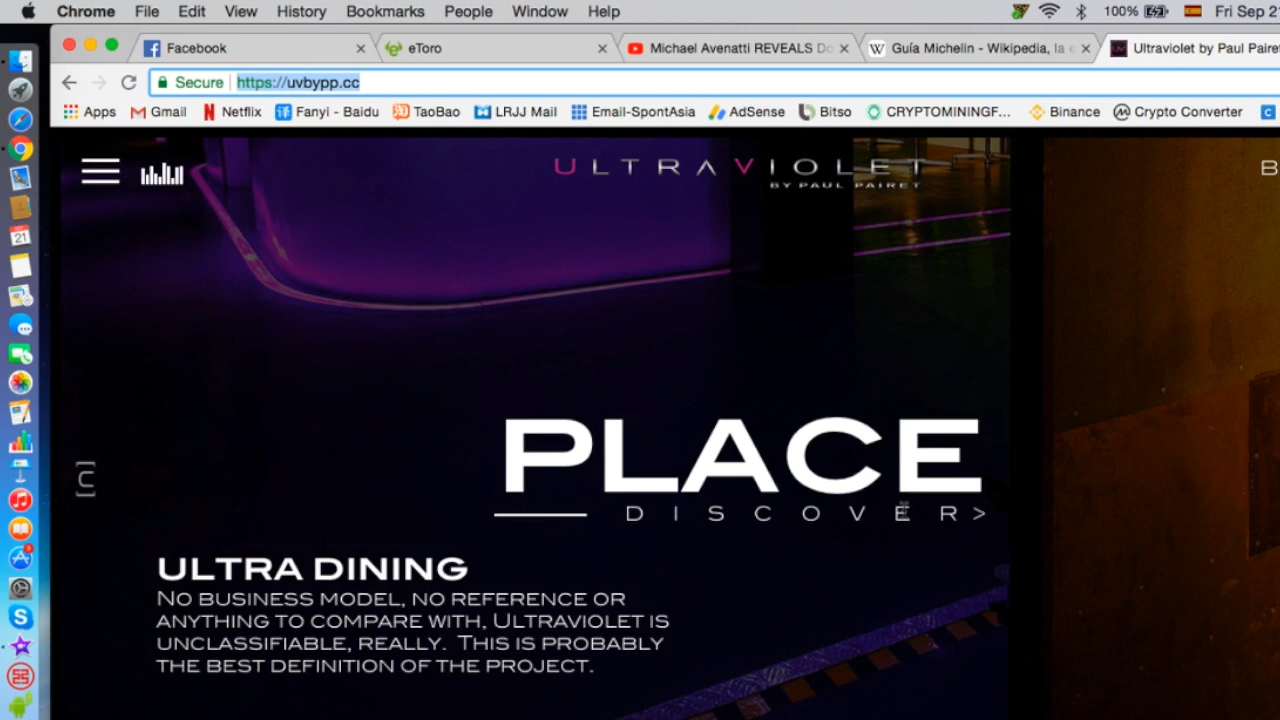 Chrome File Edit View History Bookmarks People Window Help 100% Fri Sep 21
Facebook eToro Michael Avenatti REVEALS Do Guía Michelin - Wikipedia, la e Ultraviolet by Paul Pairet
Secure https://uvbypp.cc
Apps Gmail Netflix Fanyi - Baidu TaoBao LRJJ Mail Email-SpontAsia AdSense Bitso CRYPTOMININGF... Binance Crypto Converter
ULTRAVIOLET
BY PAUL PAIRET
B
PLACE
DISCOVER>
ULTRA DINING
NO BUSINESS MODEL, NO REFERENCE OR
ANYTHING TO COMPARE WITH, ULTRAVIOLET IS
UNCLASSIFIABLE, REALLY. THIS IS PROBABLY
THE BEST DEFINITION OF THE PROJECT.